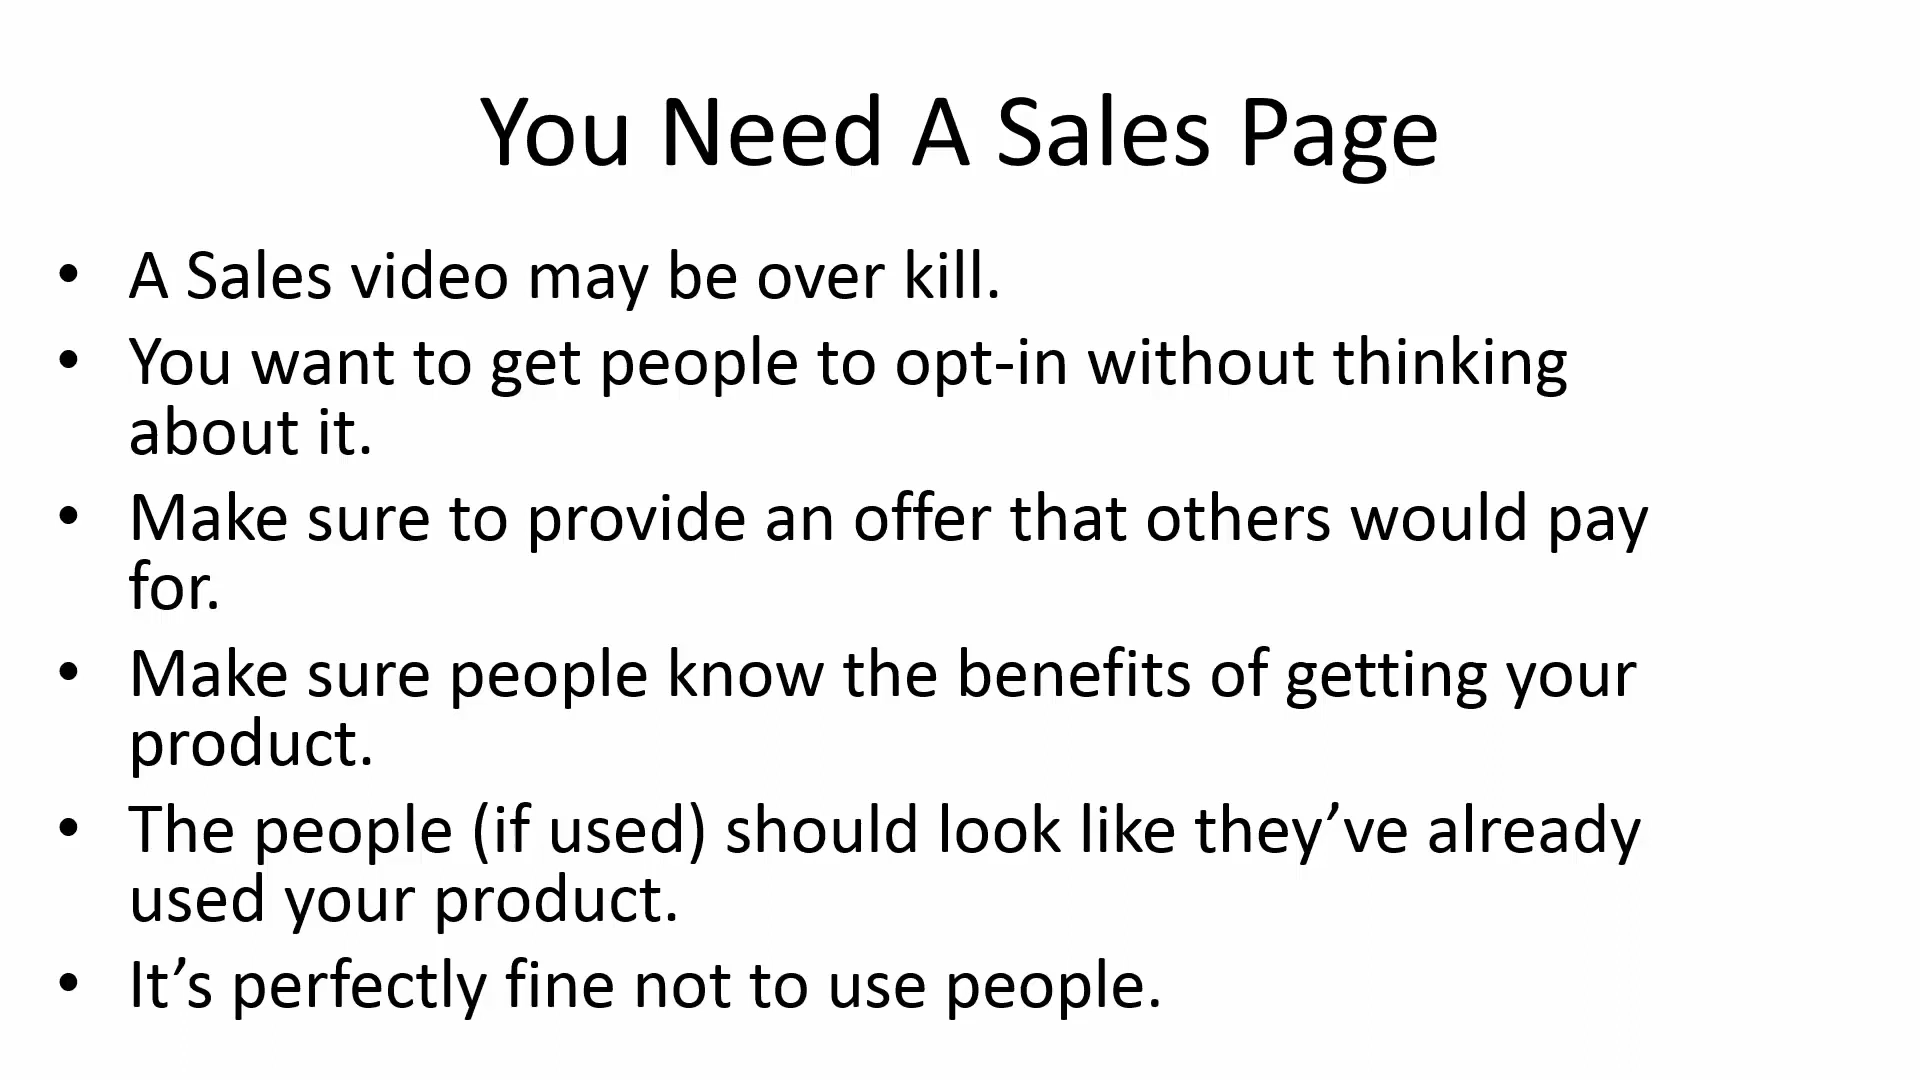 You Need A Sales Page
• A Sales video may be over kill.
• You want to get people to opt-in without thinking
about it.
• Make sure to provide an offer that others would pay
for.
• Make sure people know the benefits of getting your
product.
• The people (if used) should look like they’ve already
used your product.
• It’s perfectly fine not to use people.